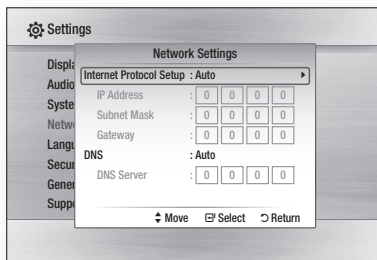 Settings
Network Settings
Internet Protocol Setup : Auto
IP Address : 0 0 0 0
Subnet Mask : 0 0 0 0
Gateway : 0 0 0 0
DNS : Auto
DNS Server : 0 0 0 0
Move Select Return
Displa
Audio
Syste
Netw
Langu
Secur
Gener
Suppo